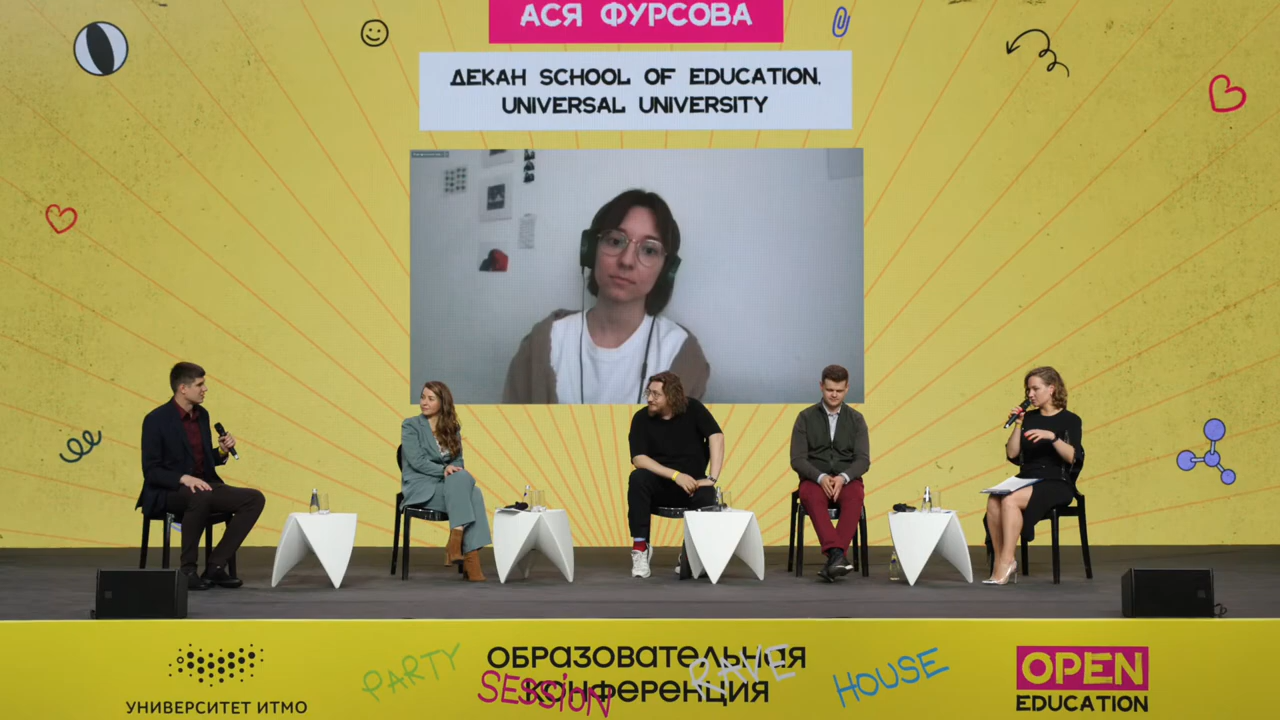 АСЯ ФУРСОВА
ДЕКАН SCHOOL OF EDUCATION,
UNIVERSAL UNIVERSITY
УНИВЕРСИТЕТ ИТМО
PARTY
ОБРАЗОВАТЕЛЬНАЯ
КОНФЕРЕНЦИЯ
SESSION
RAVE
HOUSE
OPEN
EDUCATION